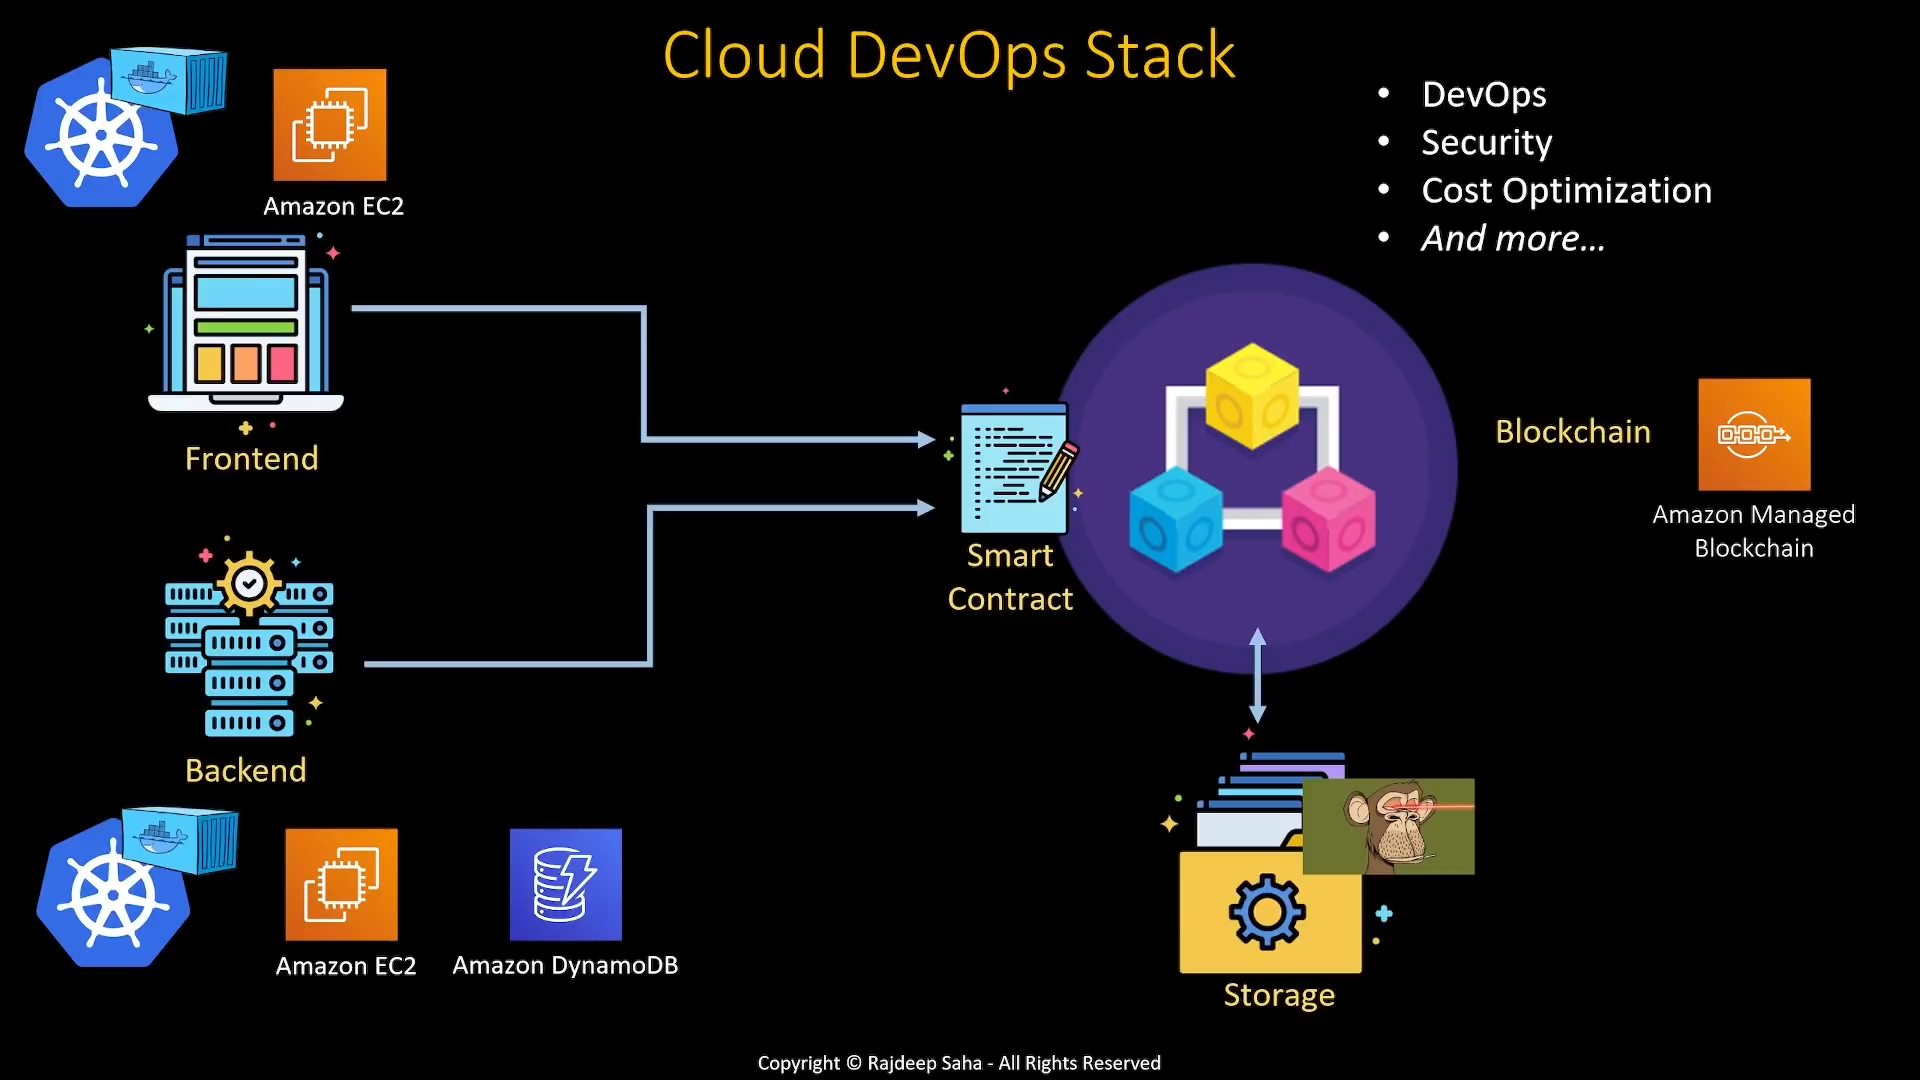 Cloud DevOps Stack
• DevOps
• Security
• Cost Optimization
• And more...
Amazon EC2
Frontend
Smart
Contract
Blockchain
Amazon Managed
Blockchain
Backend
Amazon EC2
Amazon DynamoDB
Storage
Copyright © Rajdeep Saha - All Rights Reserved